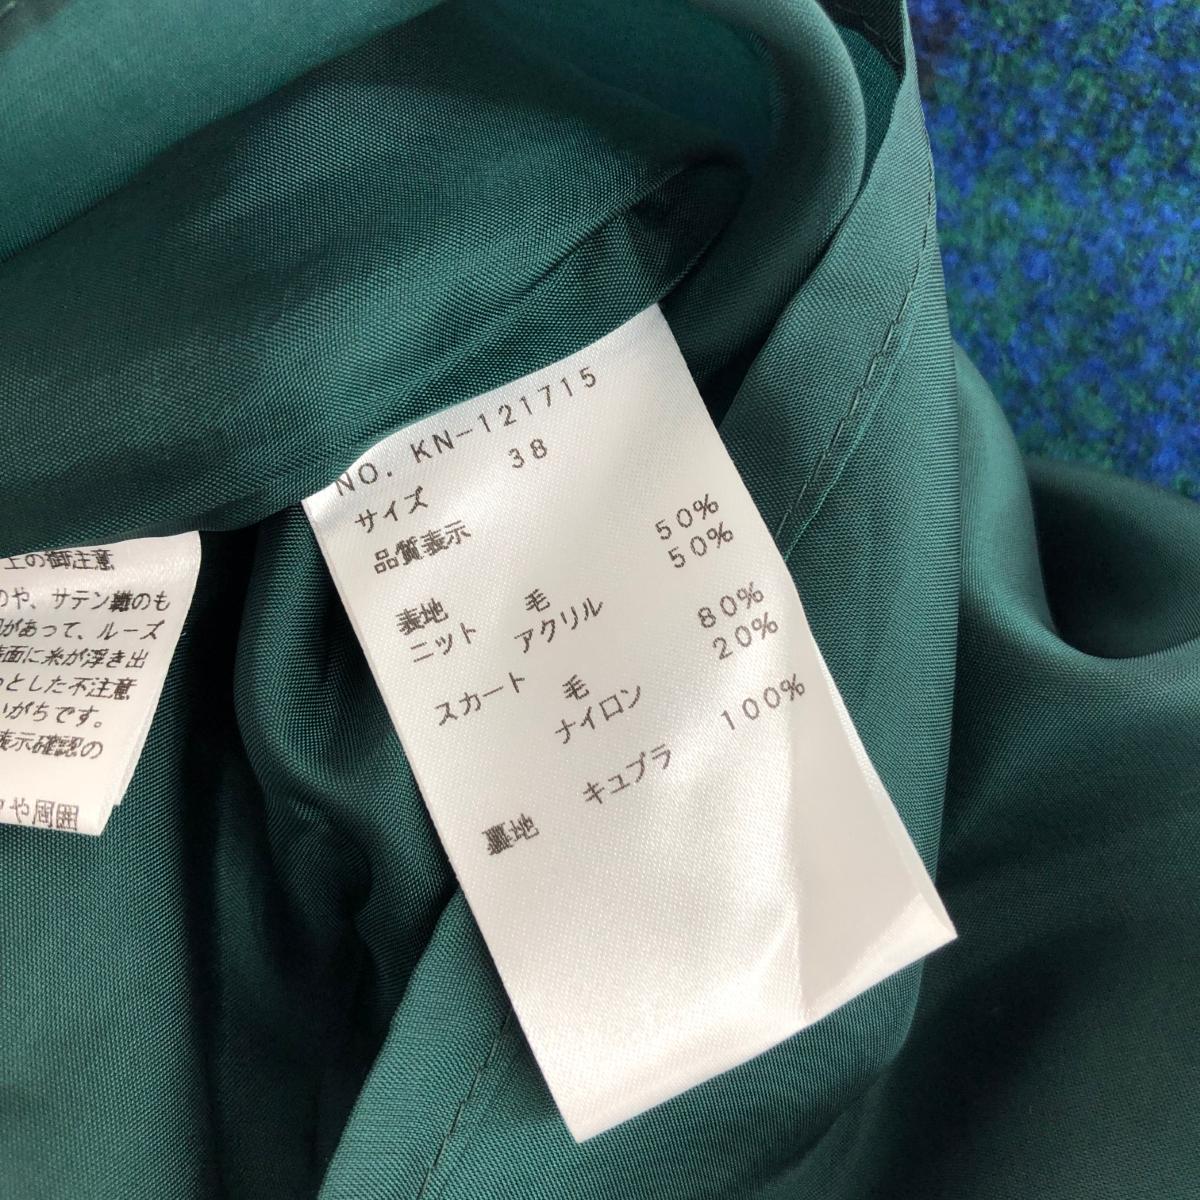 NO. KN-121715
サイズ 38
品質表示
表地 毛 50%
ニット アクリル 50%
スカート 毛 80%
ナイロン 20%
裏地 キュプラ 100%
上の御注意
のや、サテン織のも
があって、ルーズ
面に糸が浮き出
っとした不注意
いがちです。
表示確認の
や周囲